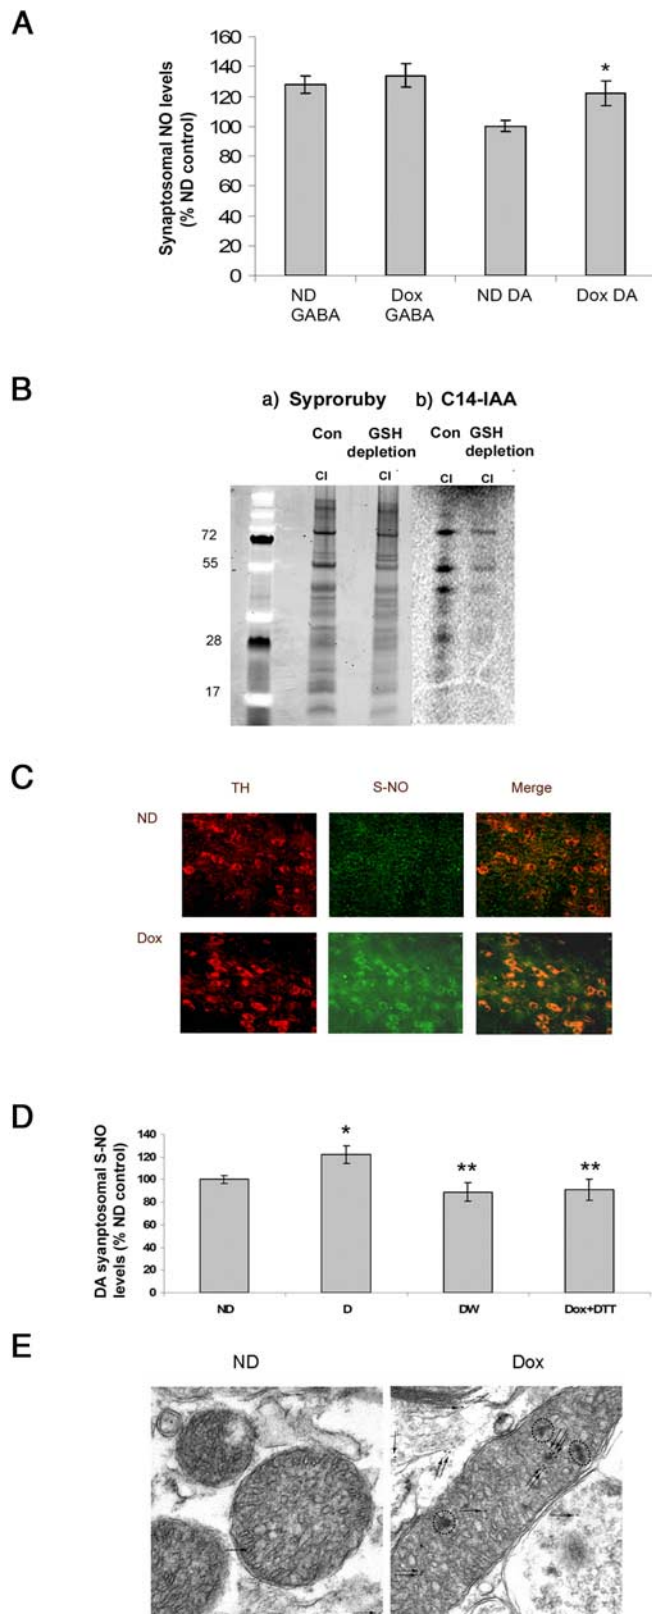 A
Synaptosomal NO levels
(% ND control)
160
140
120
100
80
60
40
20
0
*
ND
GABA
Dox
GABA
ND DA
Dox DA
B
a) Syproruby
b) C14-IAA
Con
GSH
depletion
Con
GSH
depletion
CI
CI
CI
CI
72
55
28
17
C
TH
S-NO
Merge
ND
Dox
D
DA syanptosomal S-NO
levels (% ND control)
140
120
100
80
60
40
20
0
*
**
**
ND
D
DW
Dox+DTT
E
ND
Dox